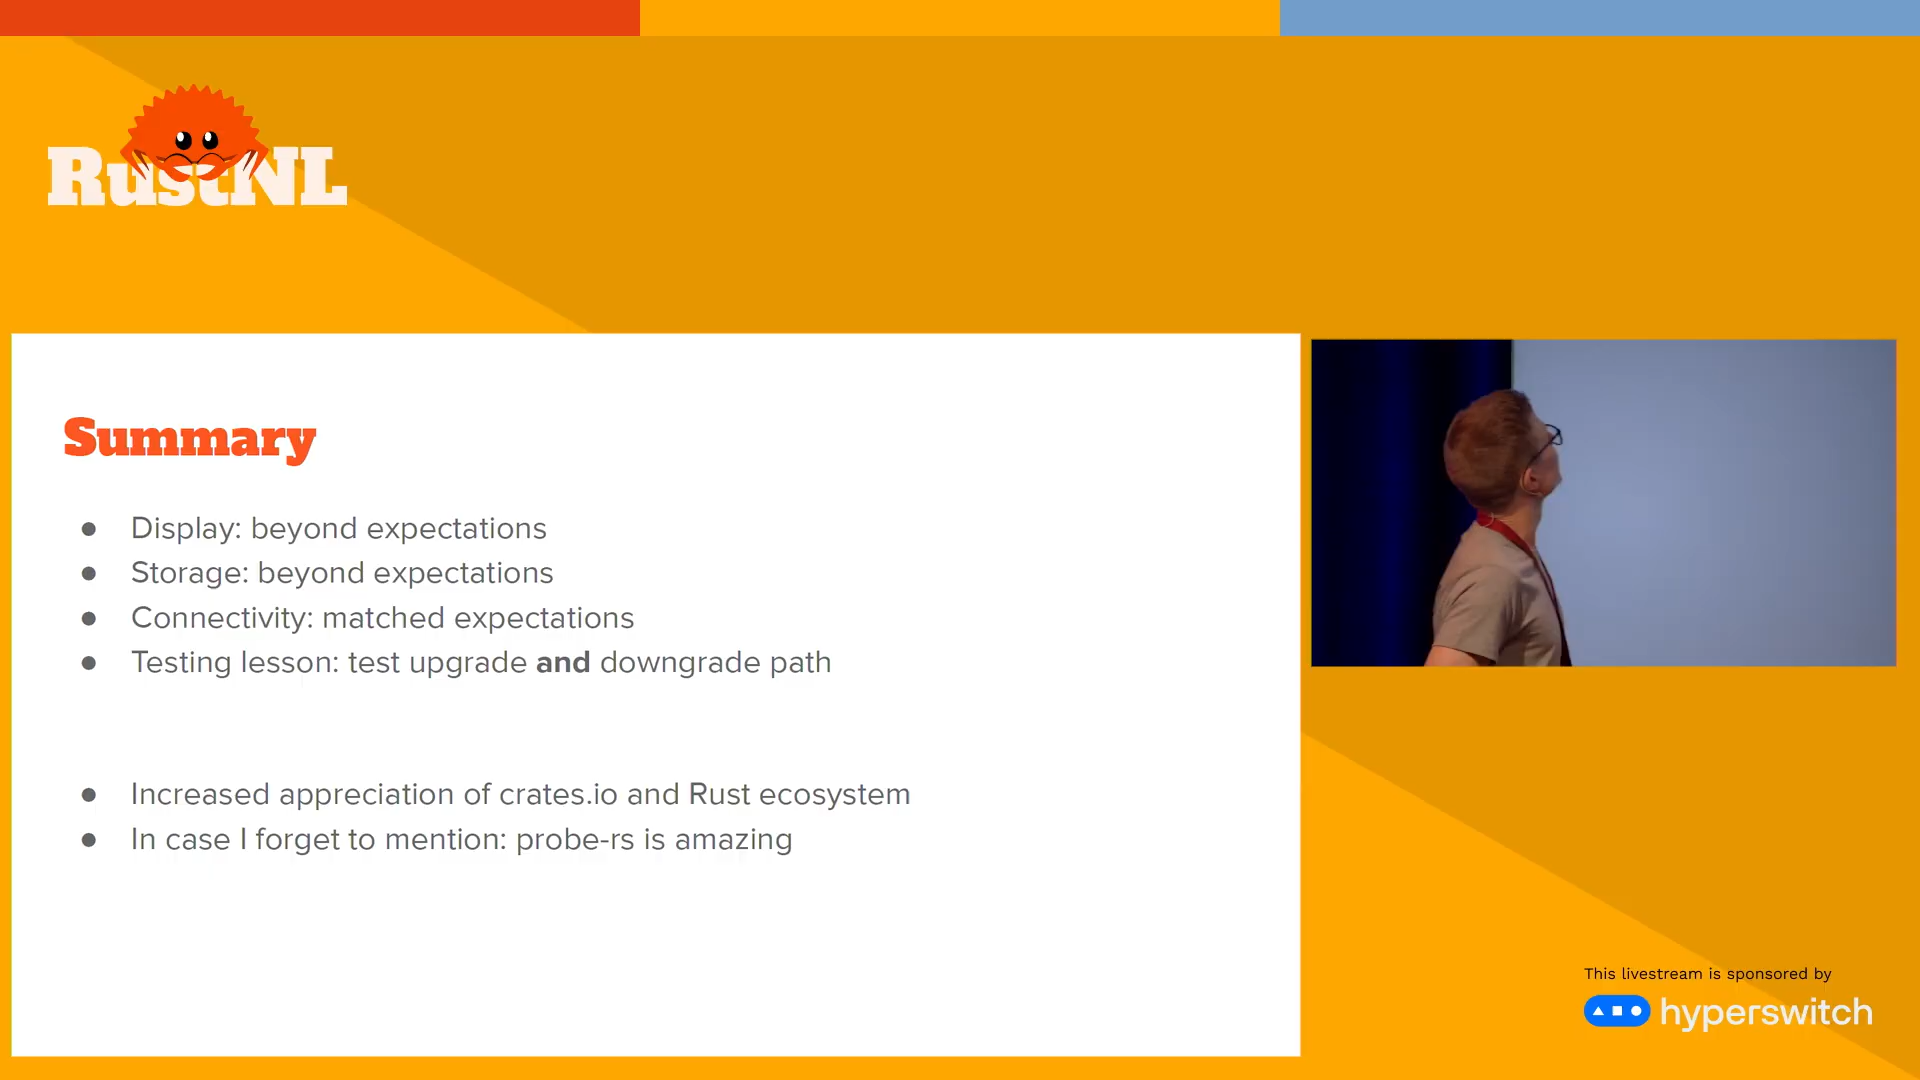 RustNL
Summary
● Display: beyond expectations
● Storage: beyond expectations
● Connectivity: matched expectations
● Testing lesson: test upgrade and downgrade path
● Increased appreciation of crates.io and Rust ecosystem
● In case I forget to mention: probe-rs is amazing
This livestream is sponsored by
hyperswitch